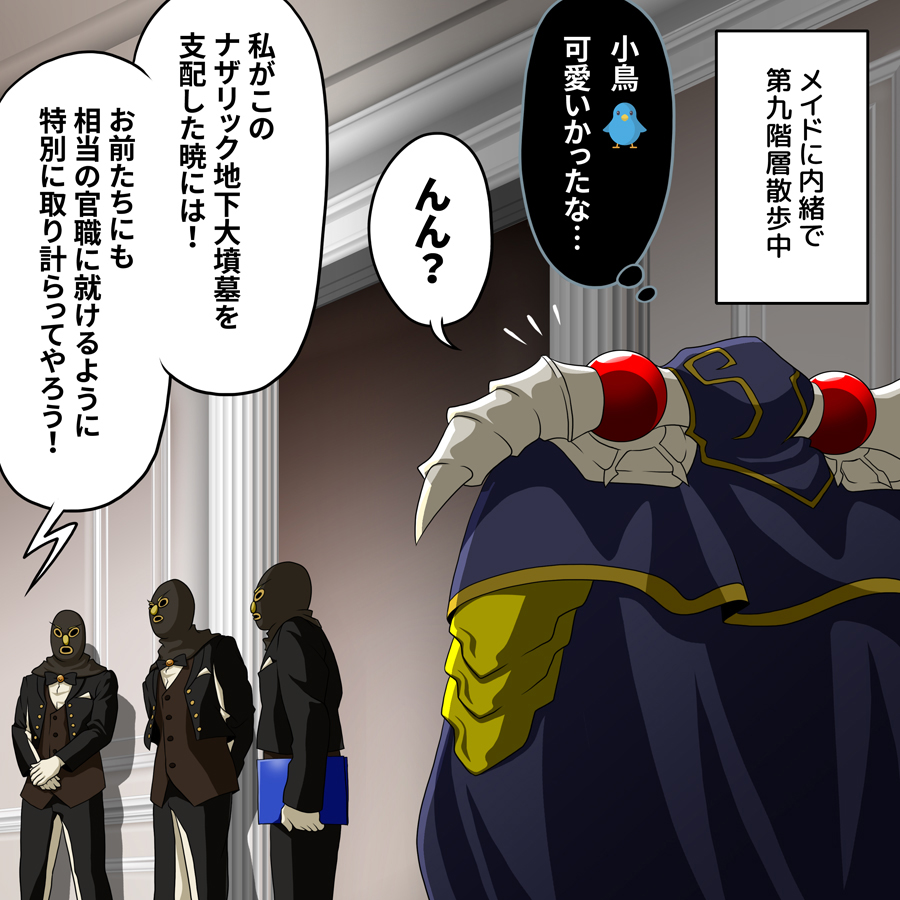 メイドに内緒で
第九階層散歩中
小鳥
可愛いかったな…
んん?
私がこの
ナザリック地下大墳墓を
支配した暁には!
お前たちにも
相当の官職に就けるように
特別に取り計らってやろう!